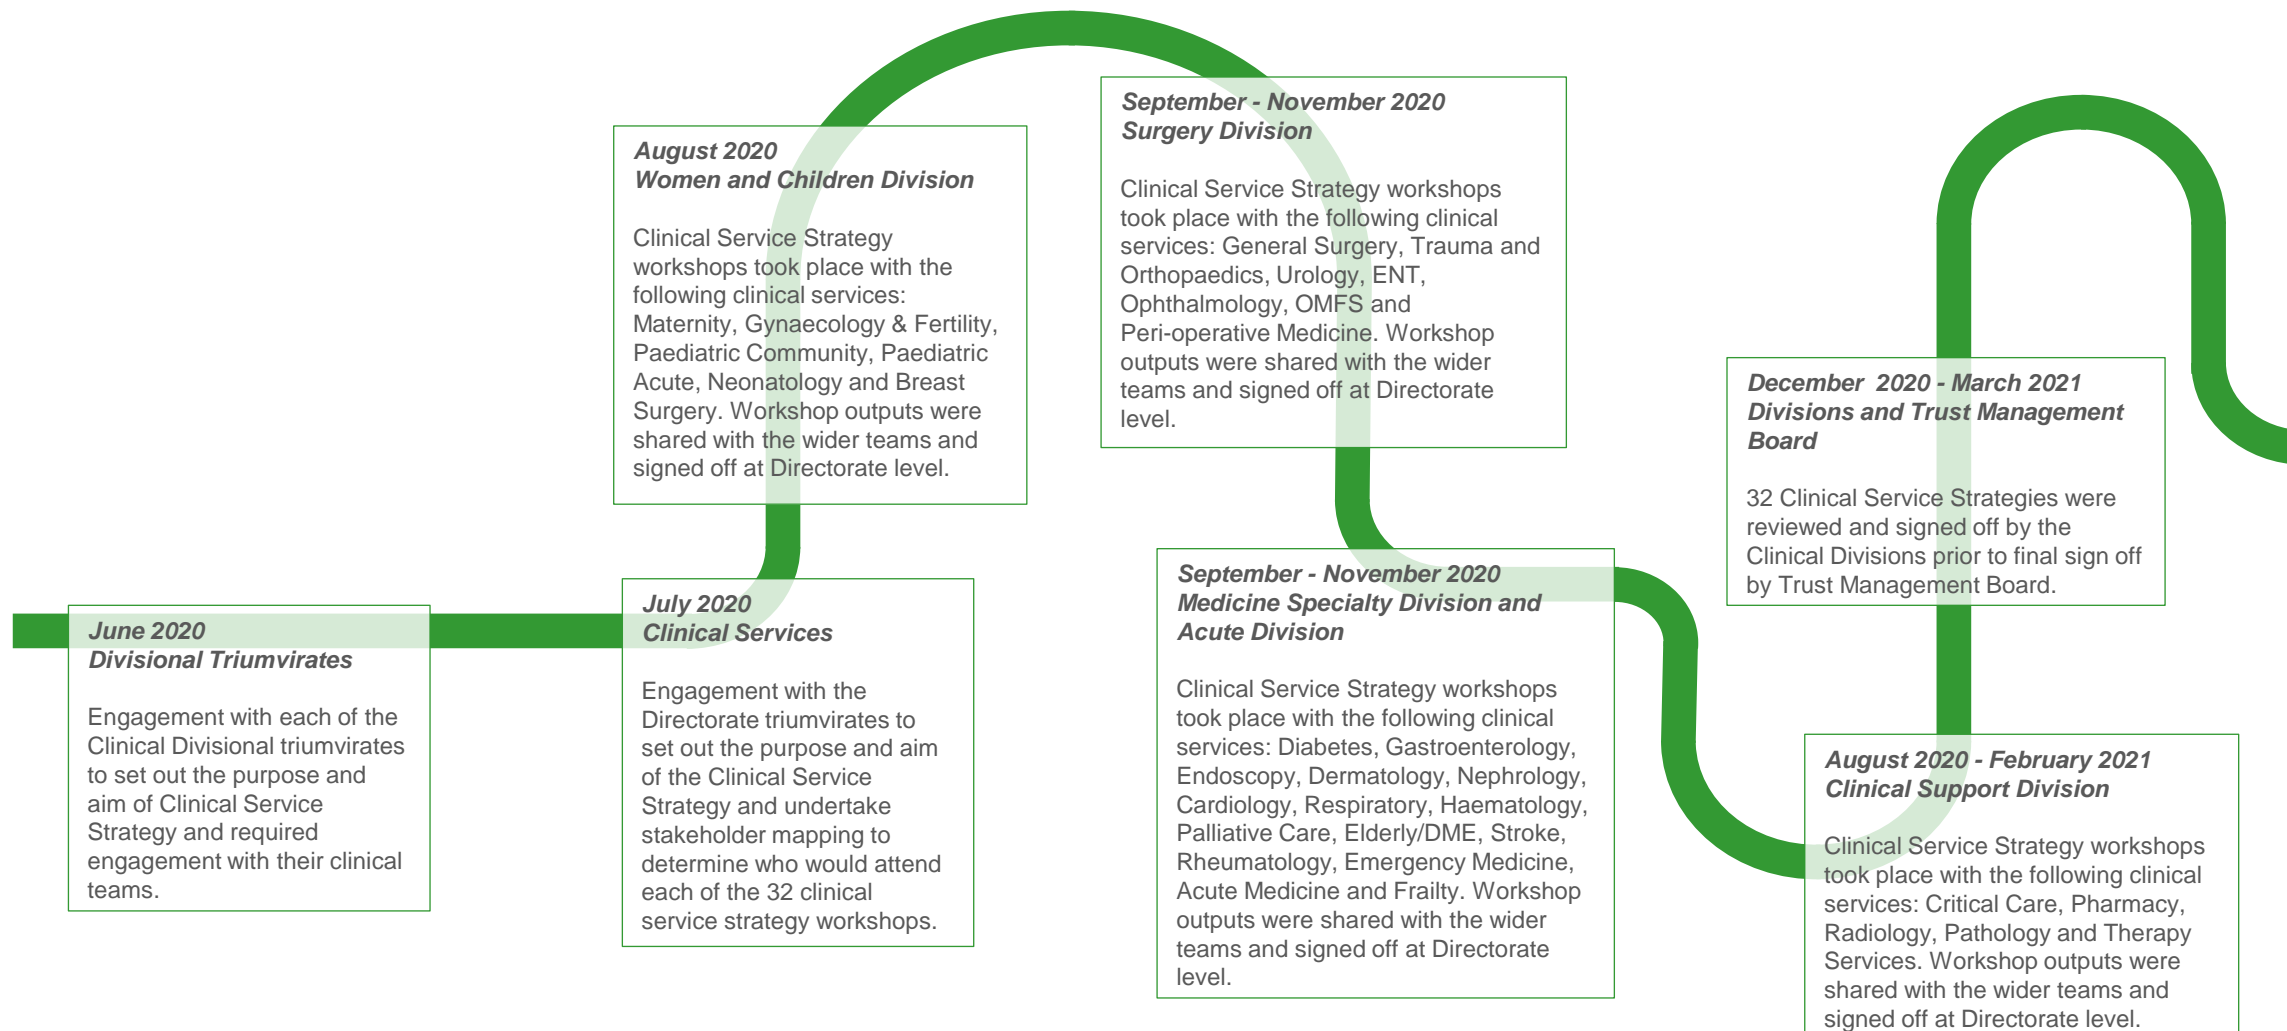 June 2020
Divisional Triumvirates
Engagement with each of the
Clinical Divisional triumvirates
to set out the purpose and
aim of Clinical Service
Strategy and required
engagement with their clinical
teams.
July 2020
Clinical Services
Engagement with the
Directorate triumvirates to
set out the purpose and aim
of the Clinical Service
Strategy and undertake
stakeholder mapping to
determine who would attend
each of the 32 clinical
service strategy workshops.
August 2020
Women and Children Division
Clinical Service Strategy
workshops took place with the
following clinical services:
Maternity, Gynaecology & Fertility,
Paediatric Community, Paediatric
Acute, Neonatology and Breast
Surgery. Workshop outputs were
shared with the wider teams and
signed off at Directorate level.
September - November 2020
Surgery Division
Clinical Service Strategy workshops
took place with the following clinical
services: General Surgery, Trauma and
Orthopaedics, Urology, ENT,
Ophthalmology, OMFS and
Peri-operative Medicine. Workshop
outputs were shared with the wider
teams and signed off at Directorate
level.
September - November 2020
Medicine Specialty Division and
Acute Division
Clinical Service Strategy workshops
took place with the following clinical
services: Diabetes, Gastroenterology,
Endoscopy, Dermatology, Nephrology,
Cardiology, Respiratory, Haematology,
Palliative Care, Elderly/DME, Stroke,
Rheumatology, Emergency Medicine,
Acute Medicine and Frailty. Workshop
outputs were shared with the wider
teams and signed off at Directorate
level.
August 2020 - February 2021
Clinical Support Division
Clinical Service Strategy workshops
took place with the following clinical
services: Critical Care, Pharmacy,
Radiology, Pathology and Therapy
Services. Workshop outputs were
shared with the wider teams and
signed off at Directorate level.
December  2020 - March 2021
Divisions and Trust Management
Board
32 Clinical Service Strategies were
reviewed and signed off by the
Clinical Divisions prior to final sign off
by Trust Management Board.